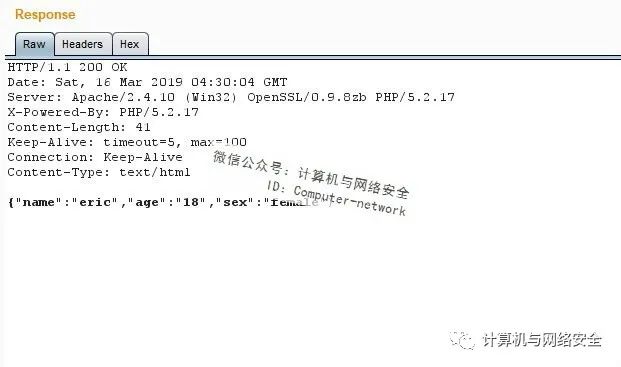 Response
Raw Headers Hex
HTTP/1.1 200 OK
Date: Sat, 16 Mar 2019 04:30:04 GMT
Server: Apache/2.4.10 (Win32) OpenSSL/0.9.8zb PHP/5.2.17
X-Powered-By: PHP/5.2.17
Content-Length: 41
Keep-Alive: timeout=5, max=100
Connection: Keep-Alive
Content-Type: text/html
{"name":"eric","age":"18","sex":"female"
微信公众号：计算机与网络安全
ID：Computer-network
计算机与网络安全